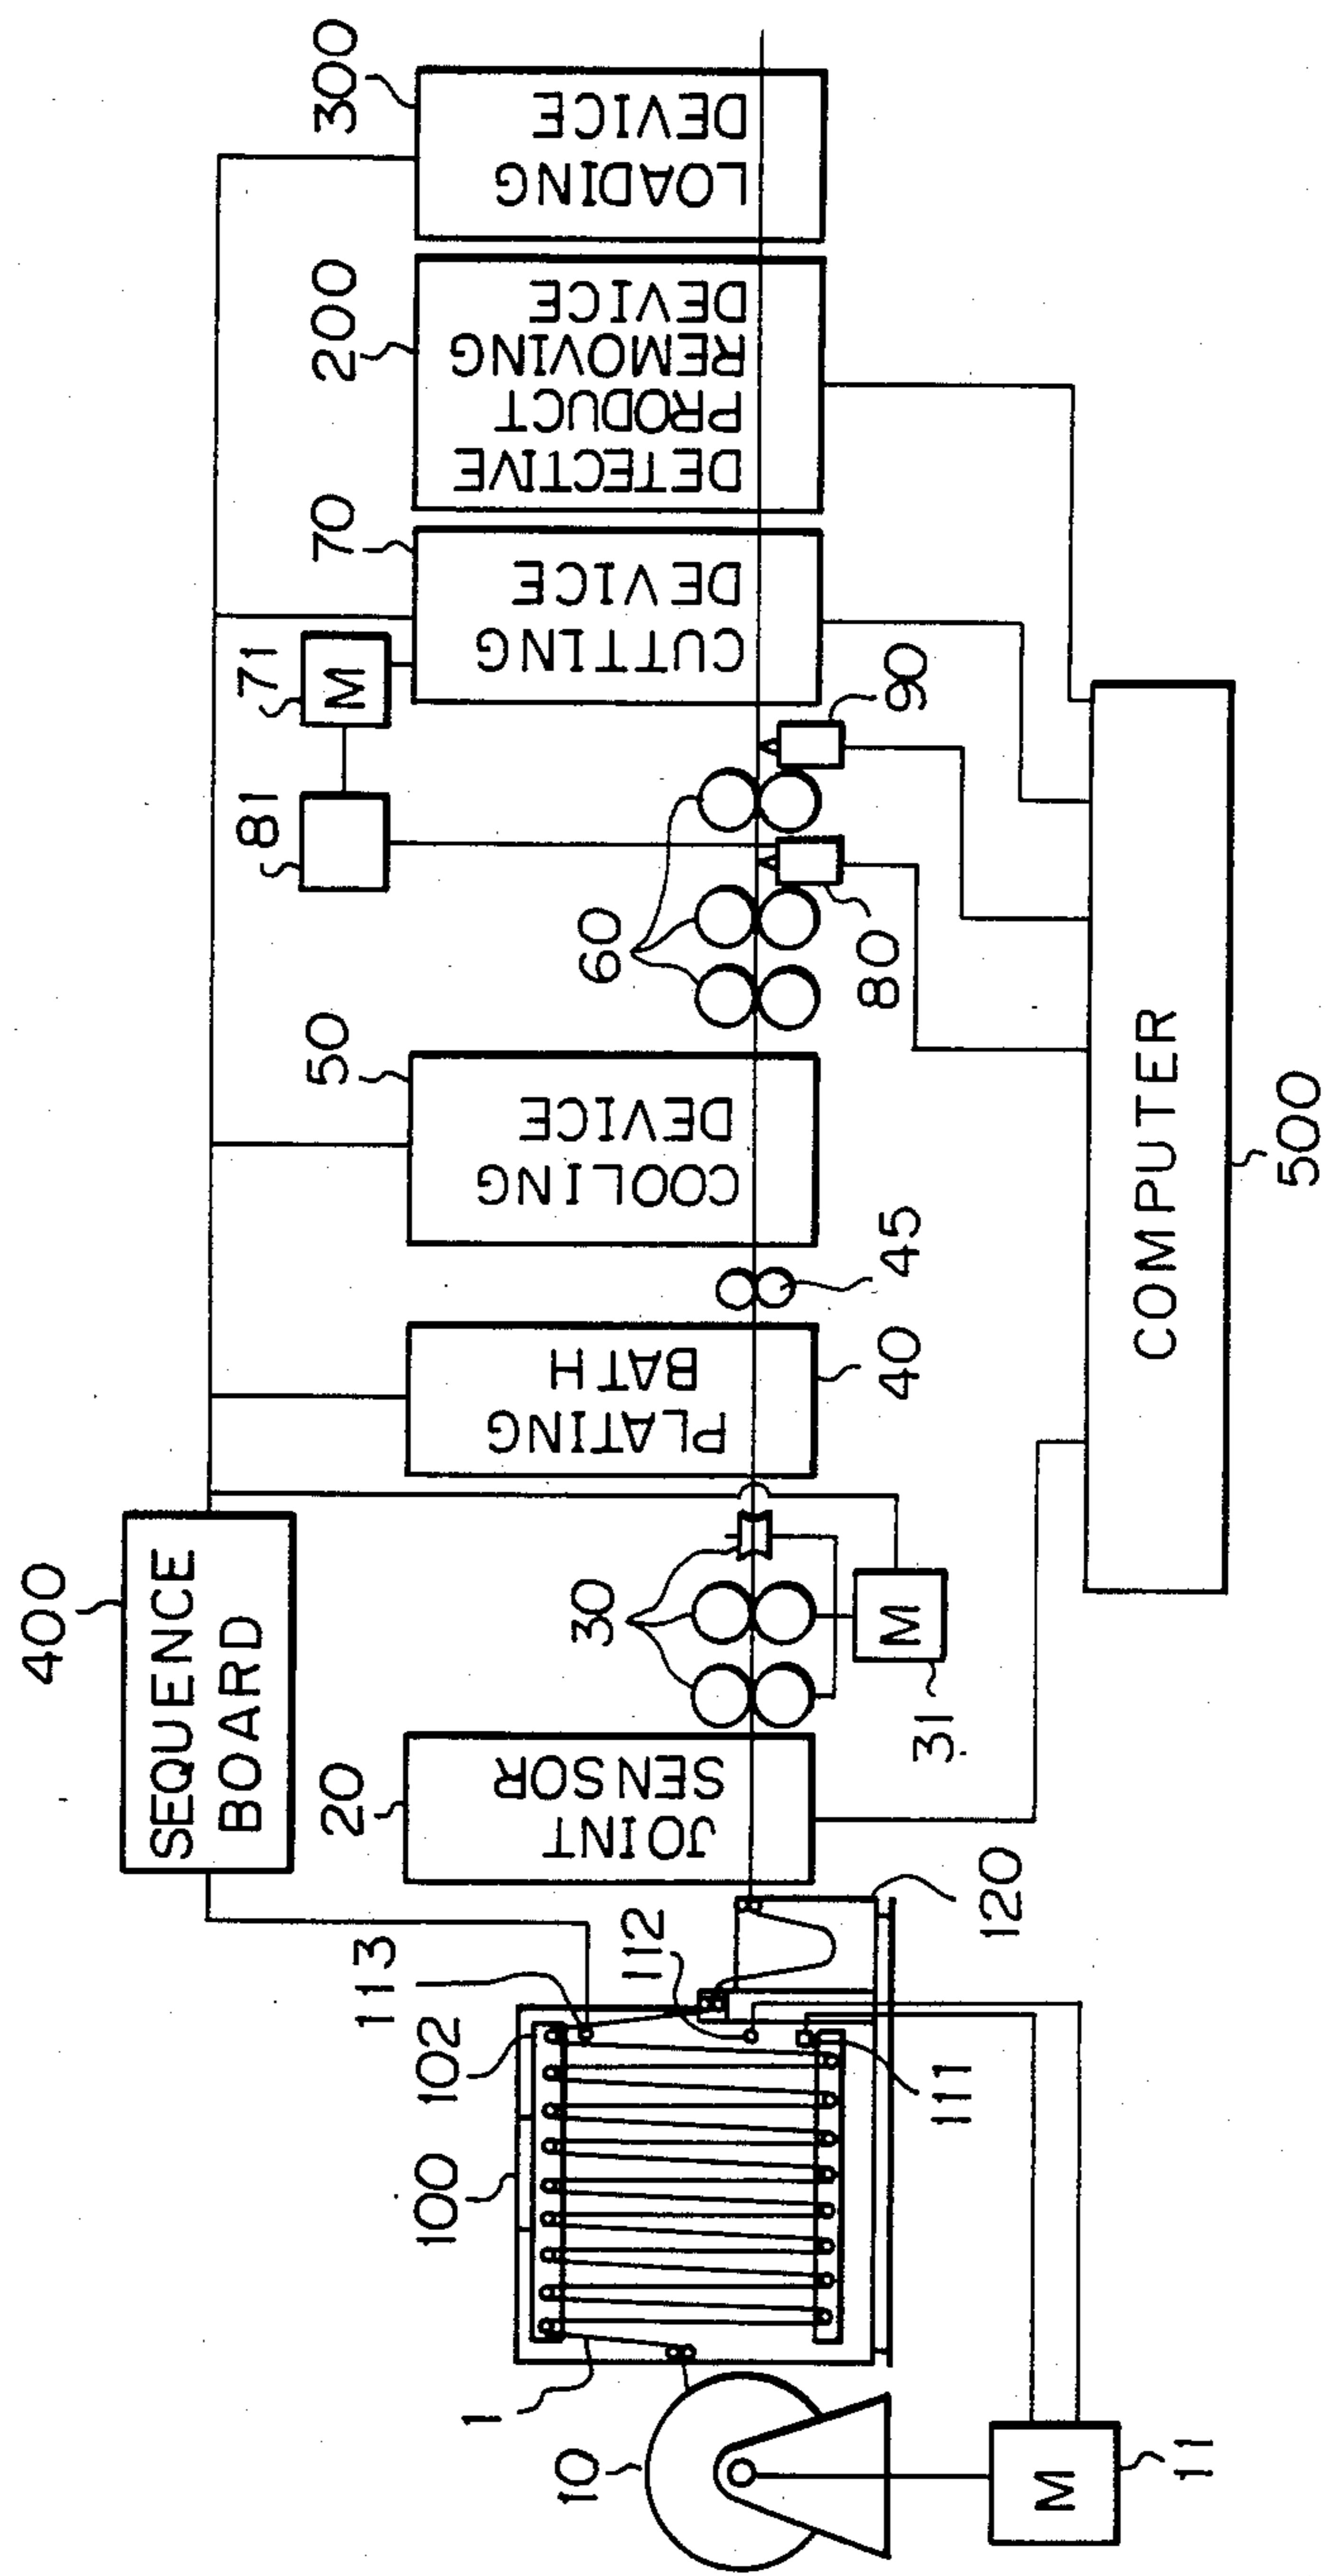 400
SEQUENCE
BOARD
10
1
100
102
113
112
111
120
M
11
20
JOINT
SENSOR
30
M
31
PLATING
BATH
40
45
50
COOLING
DEVICE
60
80
81
M
71
90
70
CUTTING
DEVICE
200
DETECTIVE
PRODUCT
REMOVING
DEVICE
300
LOADING
DEVICE
COMPUTER
500